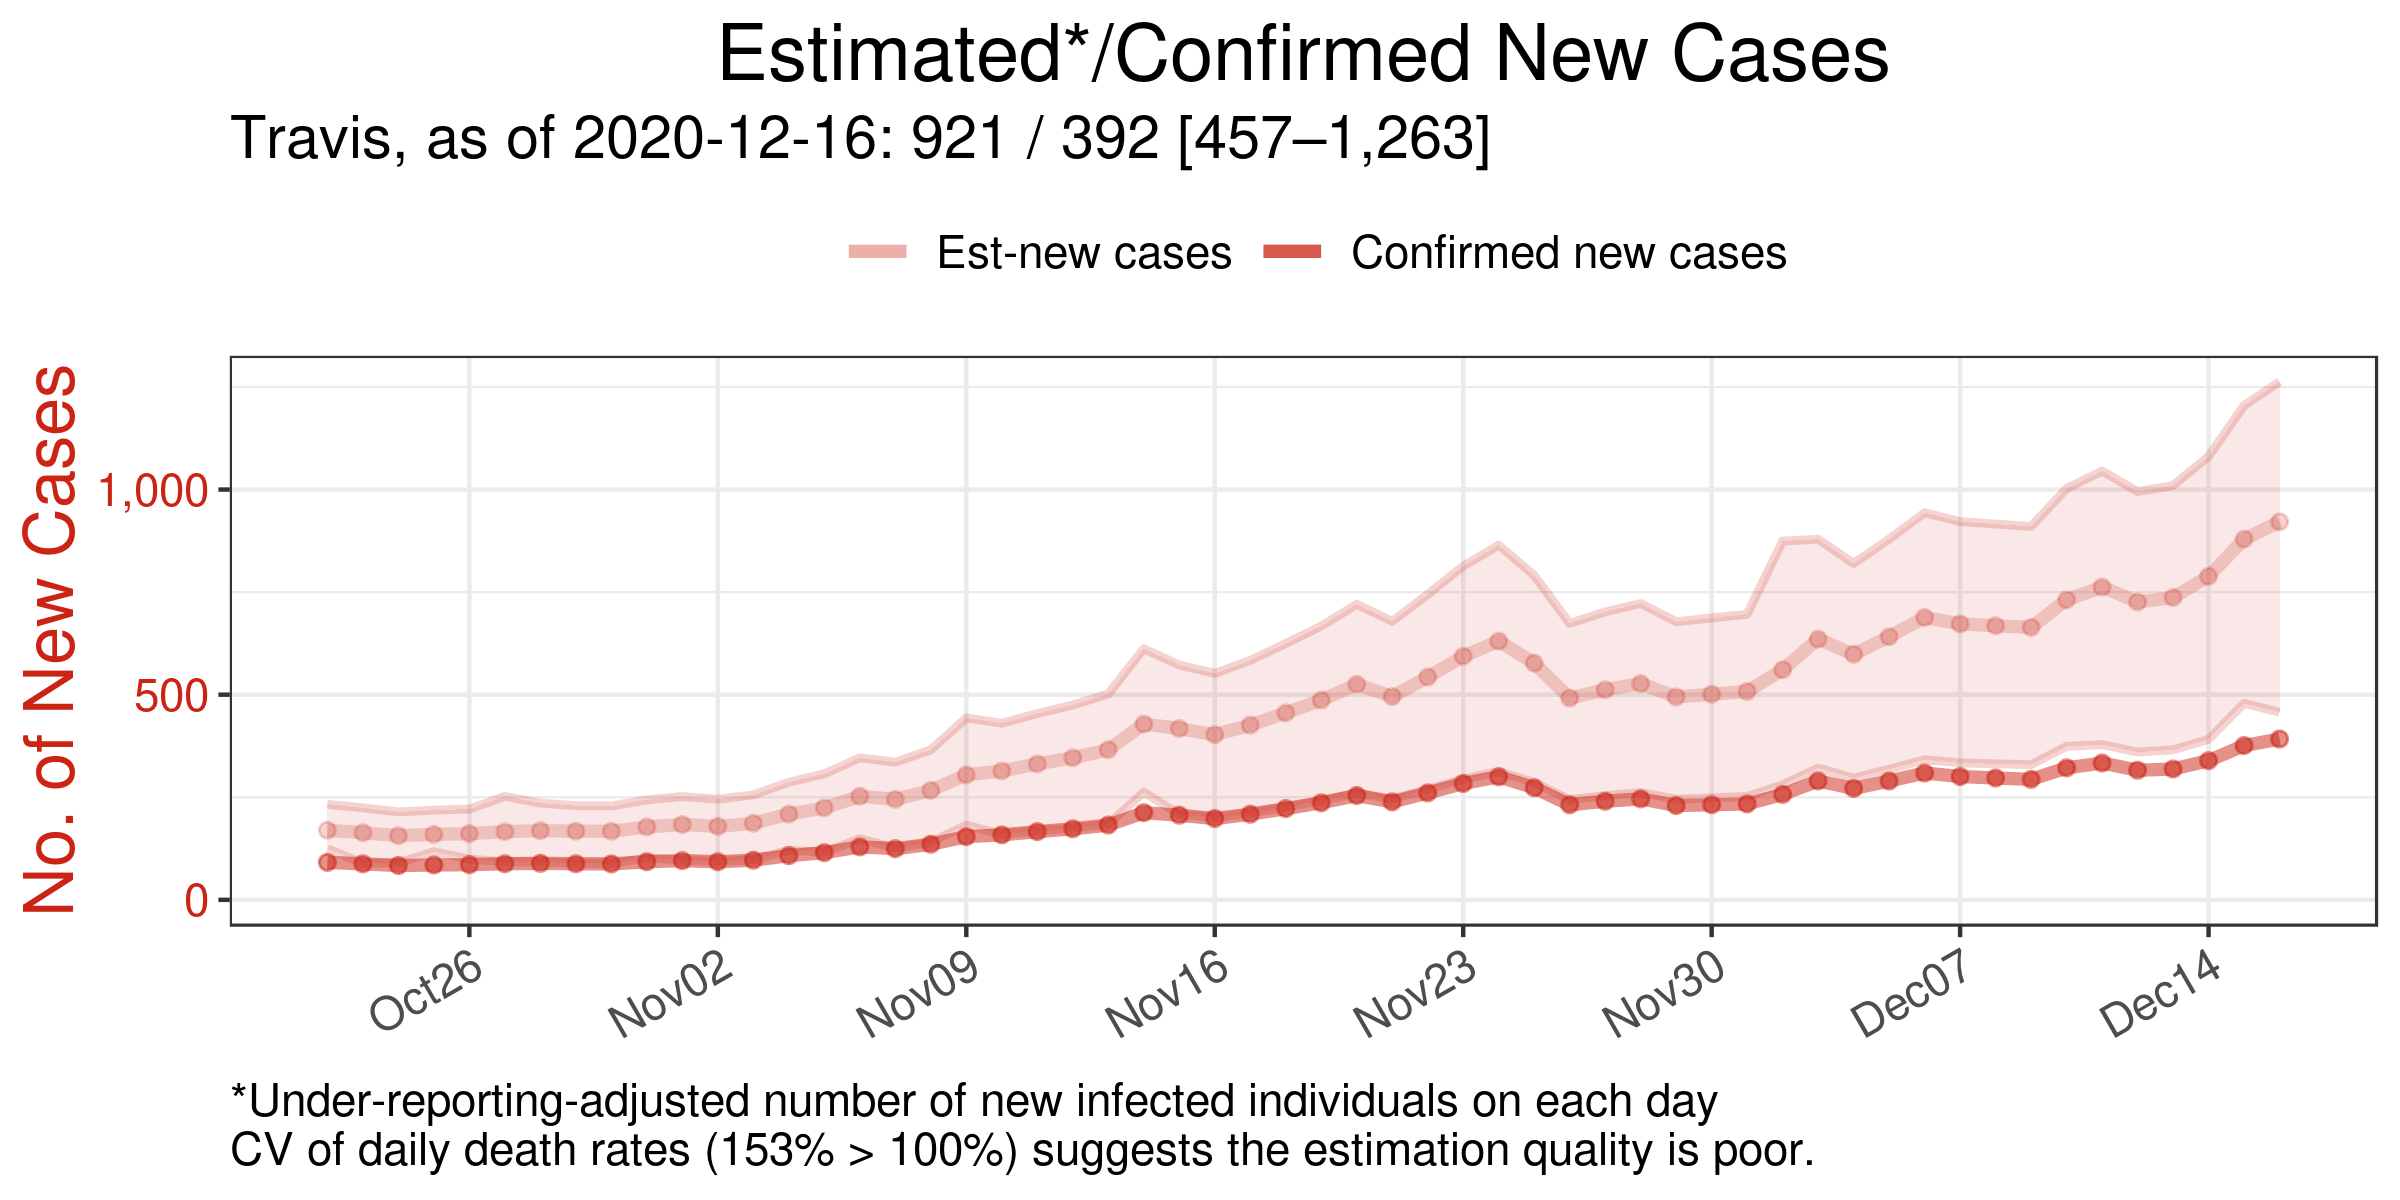 Estimated*/Confirmed New Cases
Travis, as of 2020-12-16: 921 / 392 [457–1,263]
Est-new cases Confirmed new cases
No. of New Cases
1,000
500
0
Oct26 Nov02 Nov09 Nov16 Nov23 Nov30 Dec07 Dec14
*Under-reporting-adjusted number of new infected individuals on each day
CV of daily death rates (153% > 100%) suggests the estimation quality is poor.